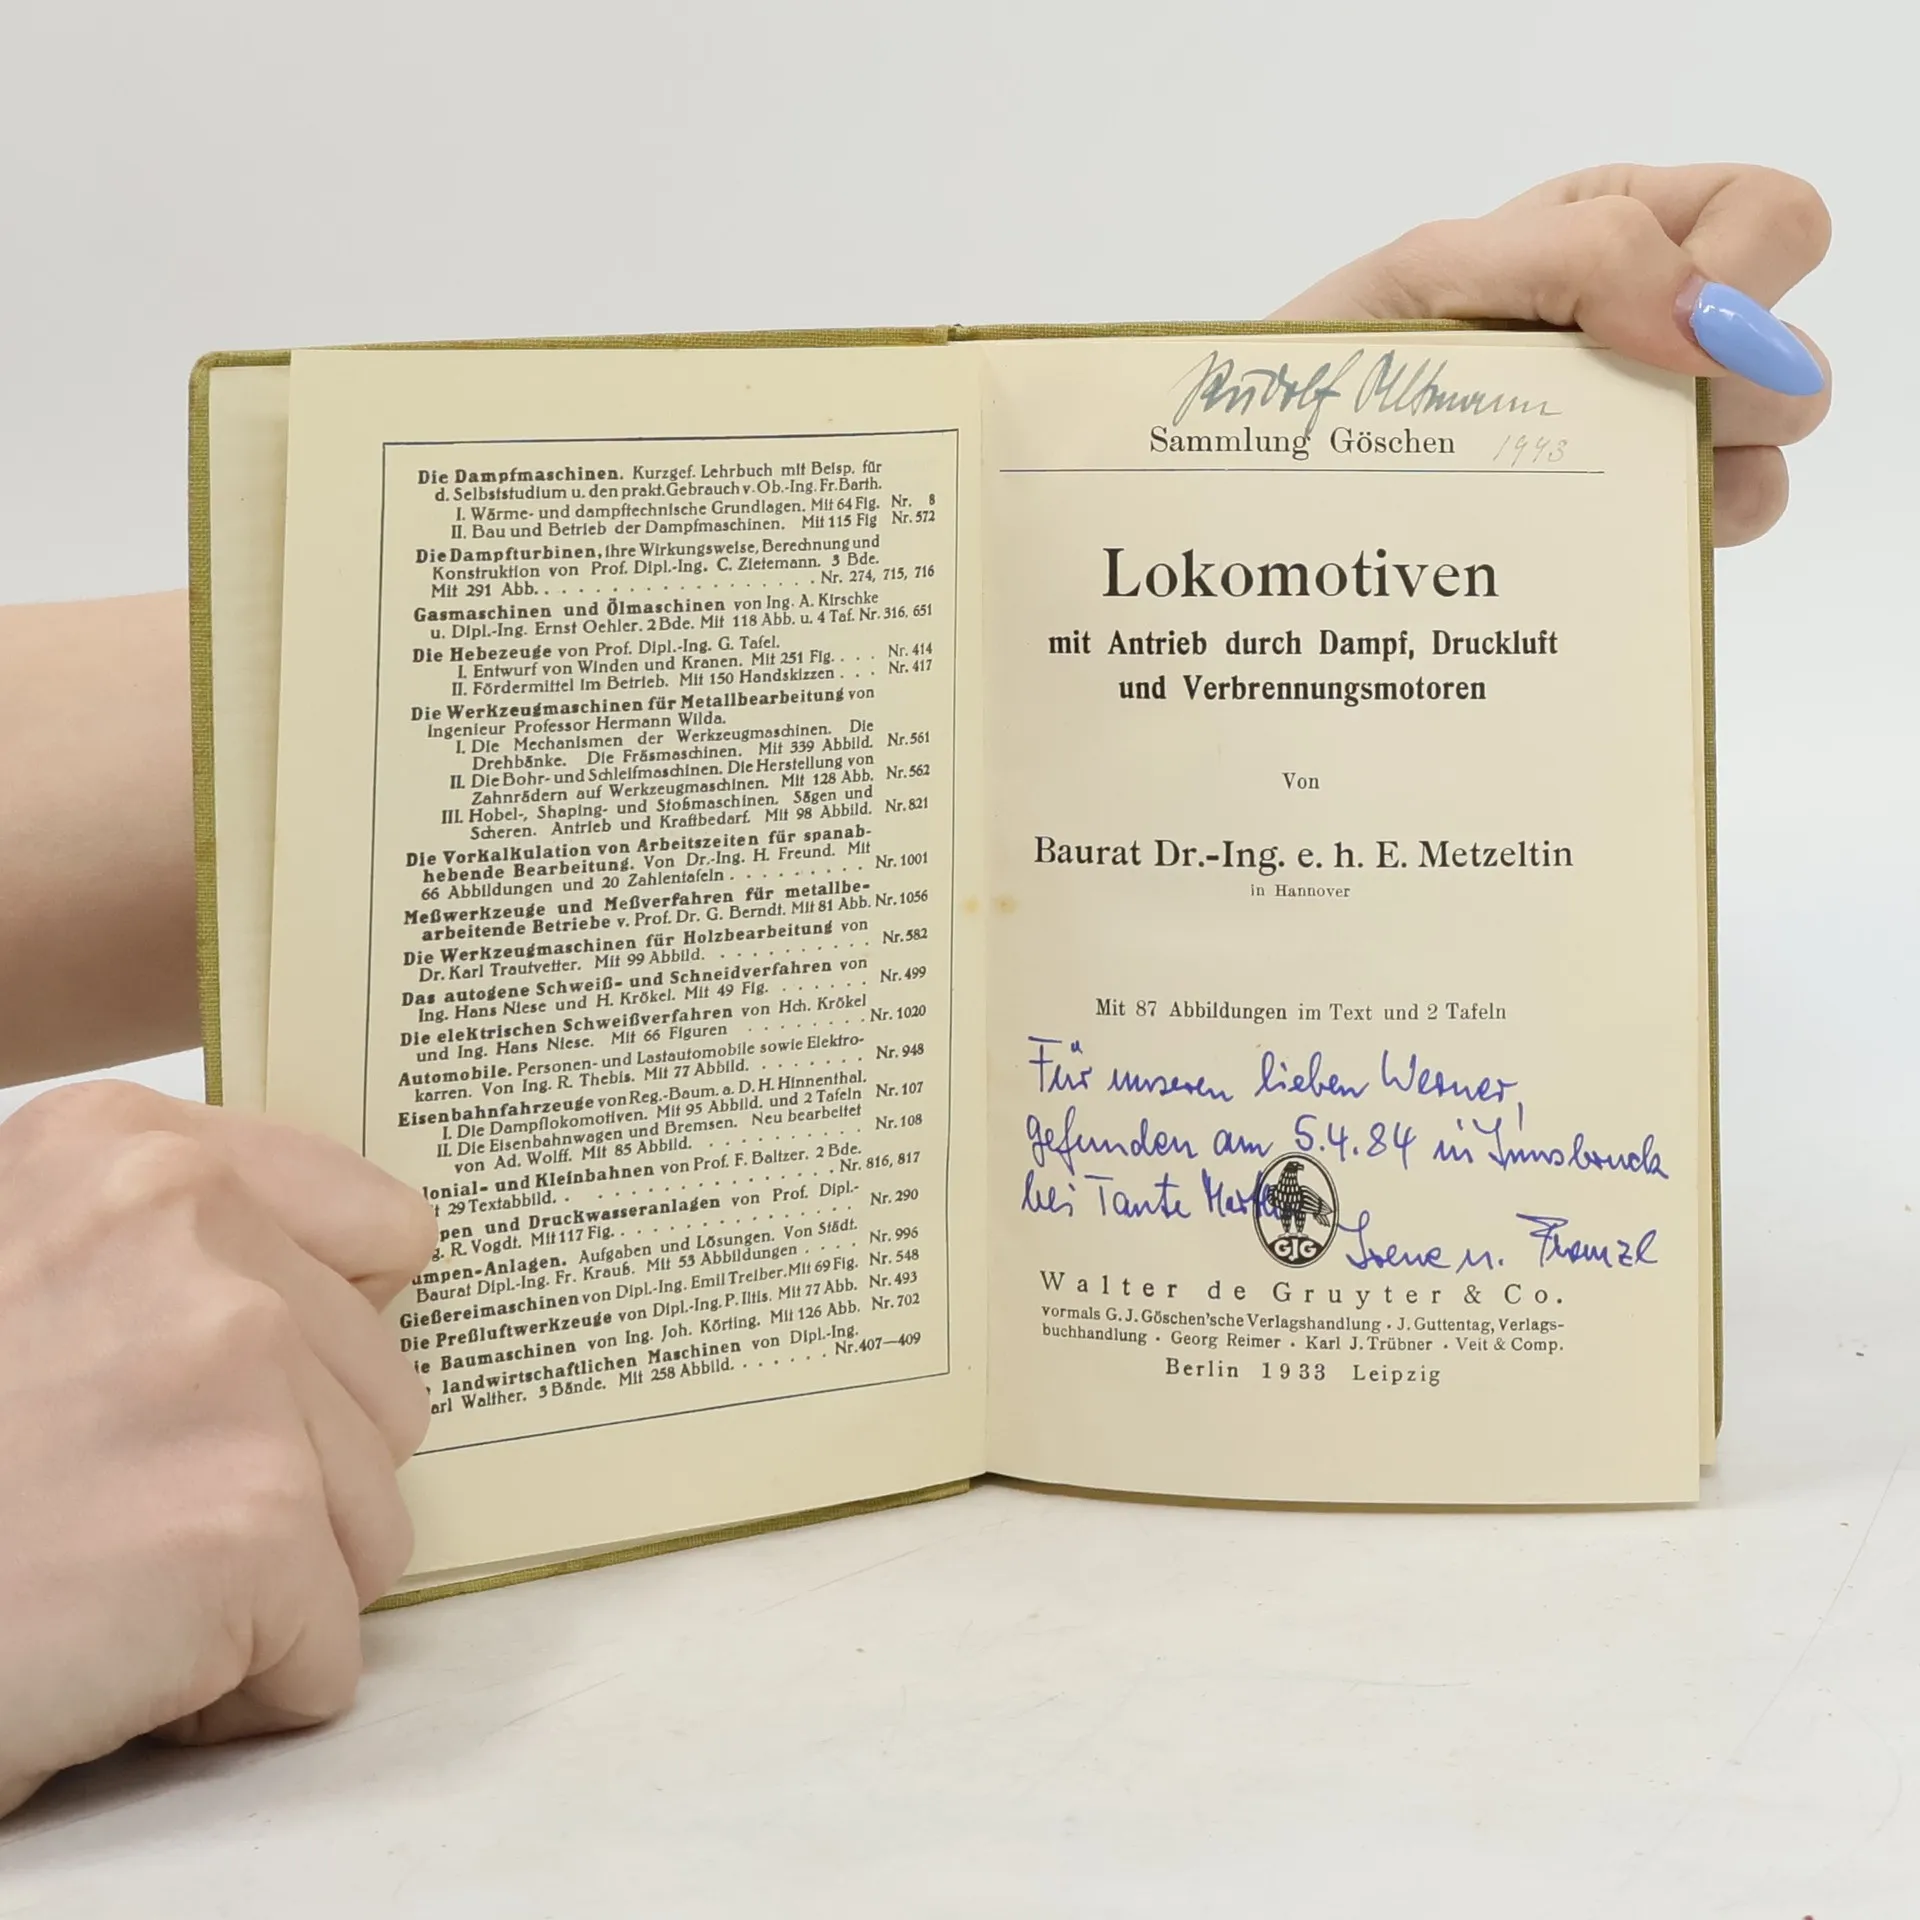 Die Dampfmaschinen. Kurzgef. Lehrbuch mit Beisp. für
d. Selbststudium u. den prakt. Gebrauch v. Ob.-Ing. Fr. Barth.
I. Wärme- und dampftechnische Grundlagen. Mit 64 Fig. Nr. 8
II. Bau und Betrieb der Dampfmaschinen. Mit 115 Fig Nr. 572
Die Dampfturbinen, ihre Wirkungsweise, Berechnung und
Konstruktion von Prof. Dipl.-Ing. C. Zietemann. 3 Bde.
Mit 291 Abb. . . . . . . . . . . . . Nr. 274, 715, 716
Gasmaschinen und Ölmaschinen von Ing. A. Kirschke
u. Dipl.-Ing. Ernst Oehler. 2 Bde. Mit 118 Abb. u. 4 Taf. Nr. 316, 651
Die Hebezeuge von Prof. Dipl.-Ing. G. Tafel.
I. Entwurf von Winden und Kranen. Mit 251 Fig. . . . Nr. 414
II. Fördermittel im Betrieb. Mit 150 Handskizzen . . . Nr. 417
Die Werkzeugmaschinen für Metallbearbeitung von
Ingenieur Professor Hermann Wilda.
I. Die Mechanismen der Werkzeugmaschinen. Die
Drehbänke. Die Fräsmaschinen. Mit 339 Abbild. Nr. 561
II. Die Bohr- und Schleifmaschinen. Die Herstellung von
Zahnrädern auf Werkzeugmaschinen. Mit 128 Abb. Nr. 562
III. Hobel-, Shaping- und Stoßmaschinen. Sägen und
Scheren. Antrieb und Kraftbedarf. Mit 98 Abbild. Nr. 821
Die Vorkalkulation von Arbeitszeiten für spanab-
hebende Bearbeitung. Von Dr.-Ing. H. Freund. Mit
66 Abbildungen und 20 Zahlentafeln . . . . . . . . . Nr. 1001
Meßwerkzeuge und Meßverfahren für metallbe-
arbeitende Betriebe v. Prof. Dr. G. Berndt. Mit 81 Abb. Nr. 1056
Die Werkzeugmaschinen für Holzbearbeitung von
Dr. Karl Trautvetter. Mit 99 Abbild. . . . . . . . . . Nr. 582
Das autogene Schweiß- und Schneidverfahren von
Ing. Hans Niese und H. Krökel. Mit 49 Fig. . . . . . . Nr. 499
Die elektrischen Schweißverfahren von Hch. Krökel
und Ing. Hans Niese. Mit 66 Figuren . . . . . . . . Nr. 1020
Automobile. Personen- und Lastautomobile sowie Elektro-
karren. Von Ing. R. Thebis. Mit 77 Abbild. . . . . . . Nr. 948
Eisenbahnfahrzeuge von Reg.-Baum. a. D. H. Hinnenthal.
I. Die Dampflokomotiven. Mit 95 Abbild. und 2 Tafeln Nr. 107
II. Die Eisenbahnwagen und Bremsen. Neu bearbeitet
von Ad. Wolff. Mit 85 Abbild. . . . . . . . . . . Nr. 108
lonial- und Kleinbahnen von Prof. F. Baltzer. 2 Bde.
t 29 Textabbild. . . . . . . . . . . . . . Nr. 816, 817
pen und Druckwasseranlagen von Prof. Dipl.-
g. R. Vogdt. Mit 117 Fig. . . . . . . . . . . . . . Nr. 290
umpen-Anlagen. Aufgaben und Lösungen. Von Städt.
Baurat Dipl.-Ing. Fr. Krauß. Mit 53 Abbildungen . . . . Nr. 996
Gießereimaschinen von Dipl.-Ing. Emil Treiber. Mit 69 Fig. Nr. 548
Die Preßluftwerkzeuge von Dipl.-Ing. P. Iltis. Mit 77 Abb. Nr. 493
ie Baumaschinen von Ing. Joh. Körting. Mit 126 Abb. Nr. 702
landwirtschaftlichen Maschinen von Dipl.-Ing.
arl Walther. 3 Bände. Mit 258 Abbild. . . . . . . Nr. 407—409
Rudolf Altmann
Sammlung Göschen 1943
Lokomotiven
mit Antrieb durch Dampf, Druckluft
und Verbrennungsmotoren
Von
Baurat Dr.-Ing. e. h. E. Metzeltin
in Hannover
Mit 87 Abbildungen im Text und 2 Tafeln
Für unseren lieben Werner,
gefunden am 5.4.84 in Innsbruck
bei Tante
GJG
Irene u. Franzl
Walter de Gruyter & Co.
vormals G. J. Göschen'sche Verlagshandlung · J. Guttentag, Verlags-
buchhandlung · Georg Reimer · Karl J. Trübner · Veit & Comp.
Berlin 1933 Leipzig